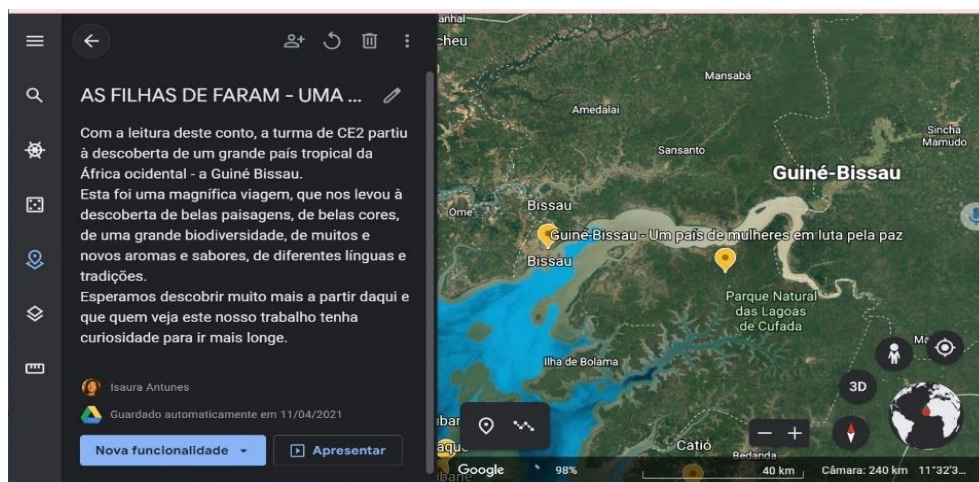 AS FILHAS DE FARAM - UMA ...
Com a leitura deste conto, a turma de CE2 partiu
à descoberta de um grande país tropical da
África ocidental - a Guiné Bissau.
Esta foi uma magnífica viagem, que nos levou à
descoberta de belas paisagens, de belas cores,
de uma grande biodiversidade, de muitos e
novos aromas e sabores, de diferentes línguas e
tradições.
Esperamos descobrir muito mais a partir daqui e
que quem veja este nosso trabalho tenha
curiosidade para ir mais longe.
Isaura Antunes
Guardado automaticamente em 11/04/2021
Nova funcionalidade
Apresentar
anhal
cheu
Mansabá
Amedalai
Sincha
Mamudo
Sansanto
Guiné-Bissau
Ome
Bissau
Guiné-Bissau - Um país de mulheres em luta pela paz
Bissau
Parque Natural
das Lagoas
de Cufada
Ilha de Bolama
3D
Catió
Bedanda
Google
98%
40 km
Câmara: 240 km
11°32'3...